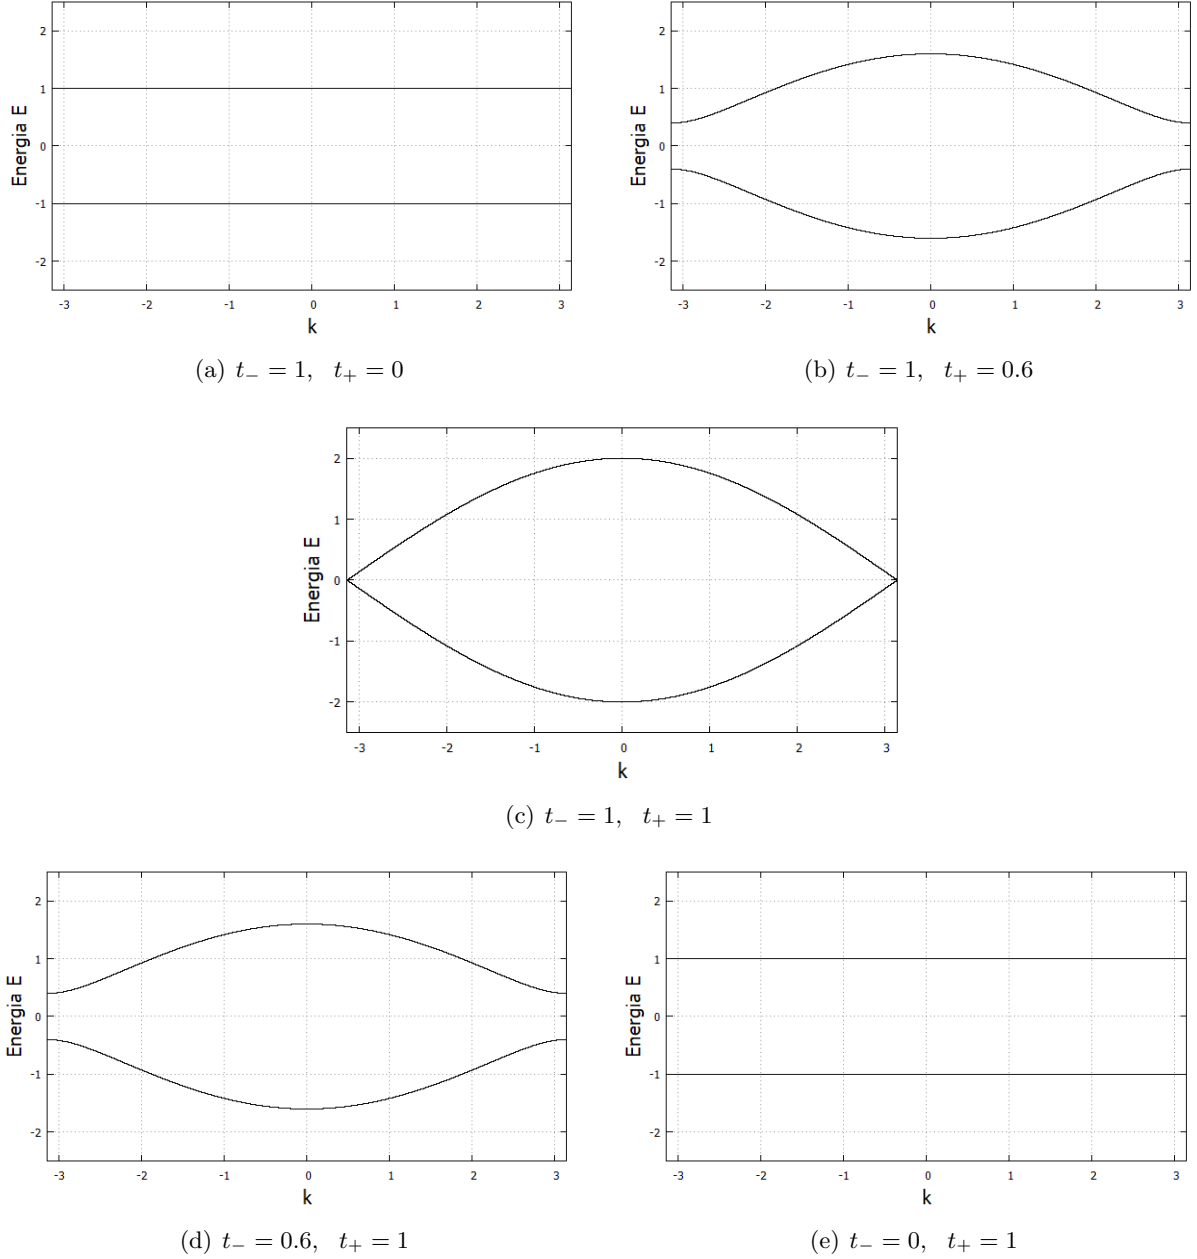 2
1
0
-1
-2
Energia E
-3 -2 -1 0 1 2 3
k
(a) t₋ = 1, t₊ = 0
2
1
0
-1
-2
Energia E
-3 -2 -1 0 1 2 3
k
(b) t₋ = 1, t₊ = 0.6
2
1
0
-1
-2
Energia E
-3 -2 -1 0 1 2 3
k
(c) t₋ = 1, t₊ = 1
2
1
0
-1
-2
Energia E
-3 -2 -1 0 1 2 3
k
(d) t₋ = 0.6, t₊ = 1
2
1
0
-1
-2
Energia E
-3 -2 -1 0 1 2 3
k
(e) t₋ = 0, t₊ = 1